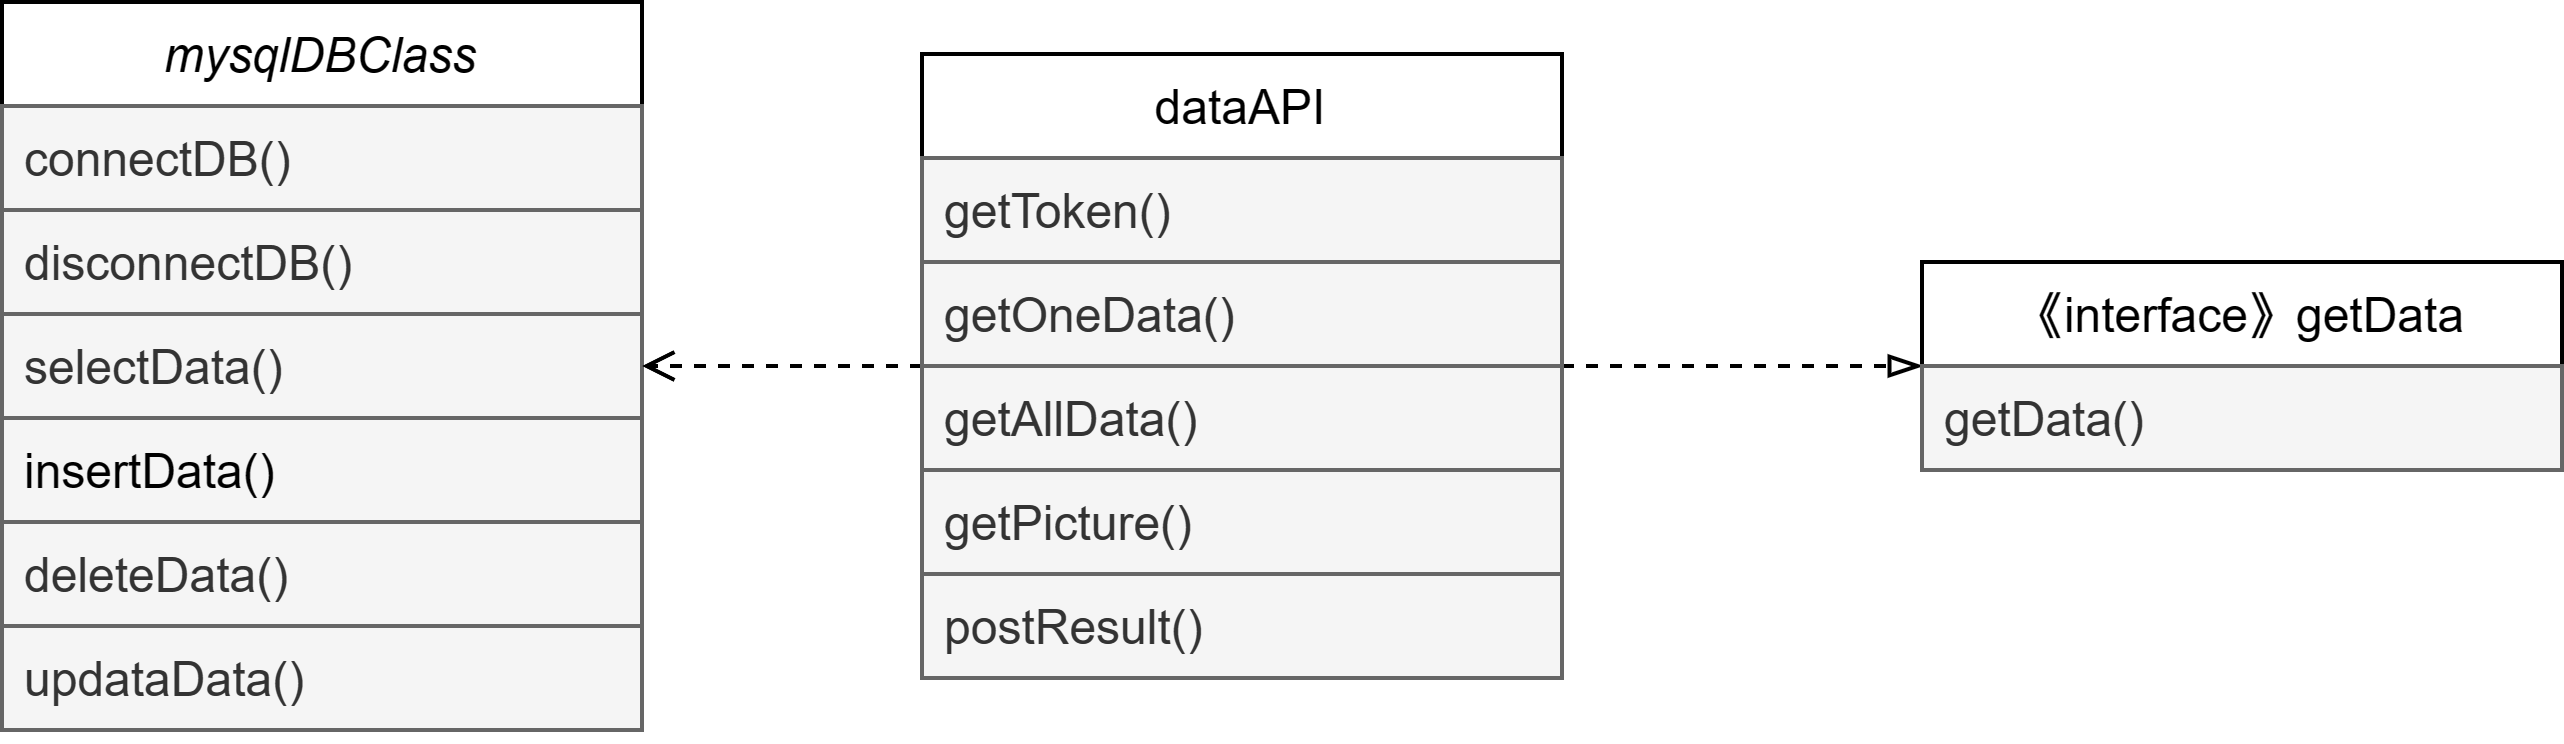 mysqlDBClass
connectDB()
disconnectDB()
selectData()
insertData()
deleteData()
updataData()
dataAPI
getToken()
getOneData()
getAllData()
getPicture()
postResult()
《interface》getData
getData()